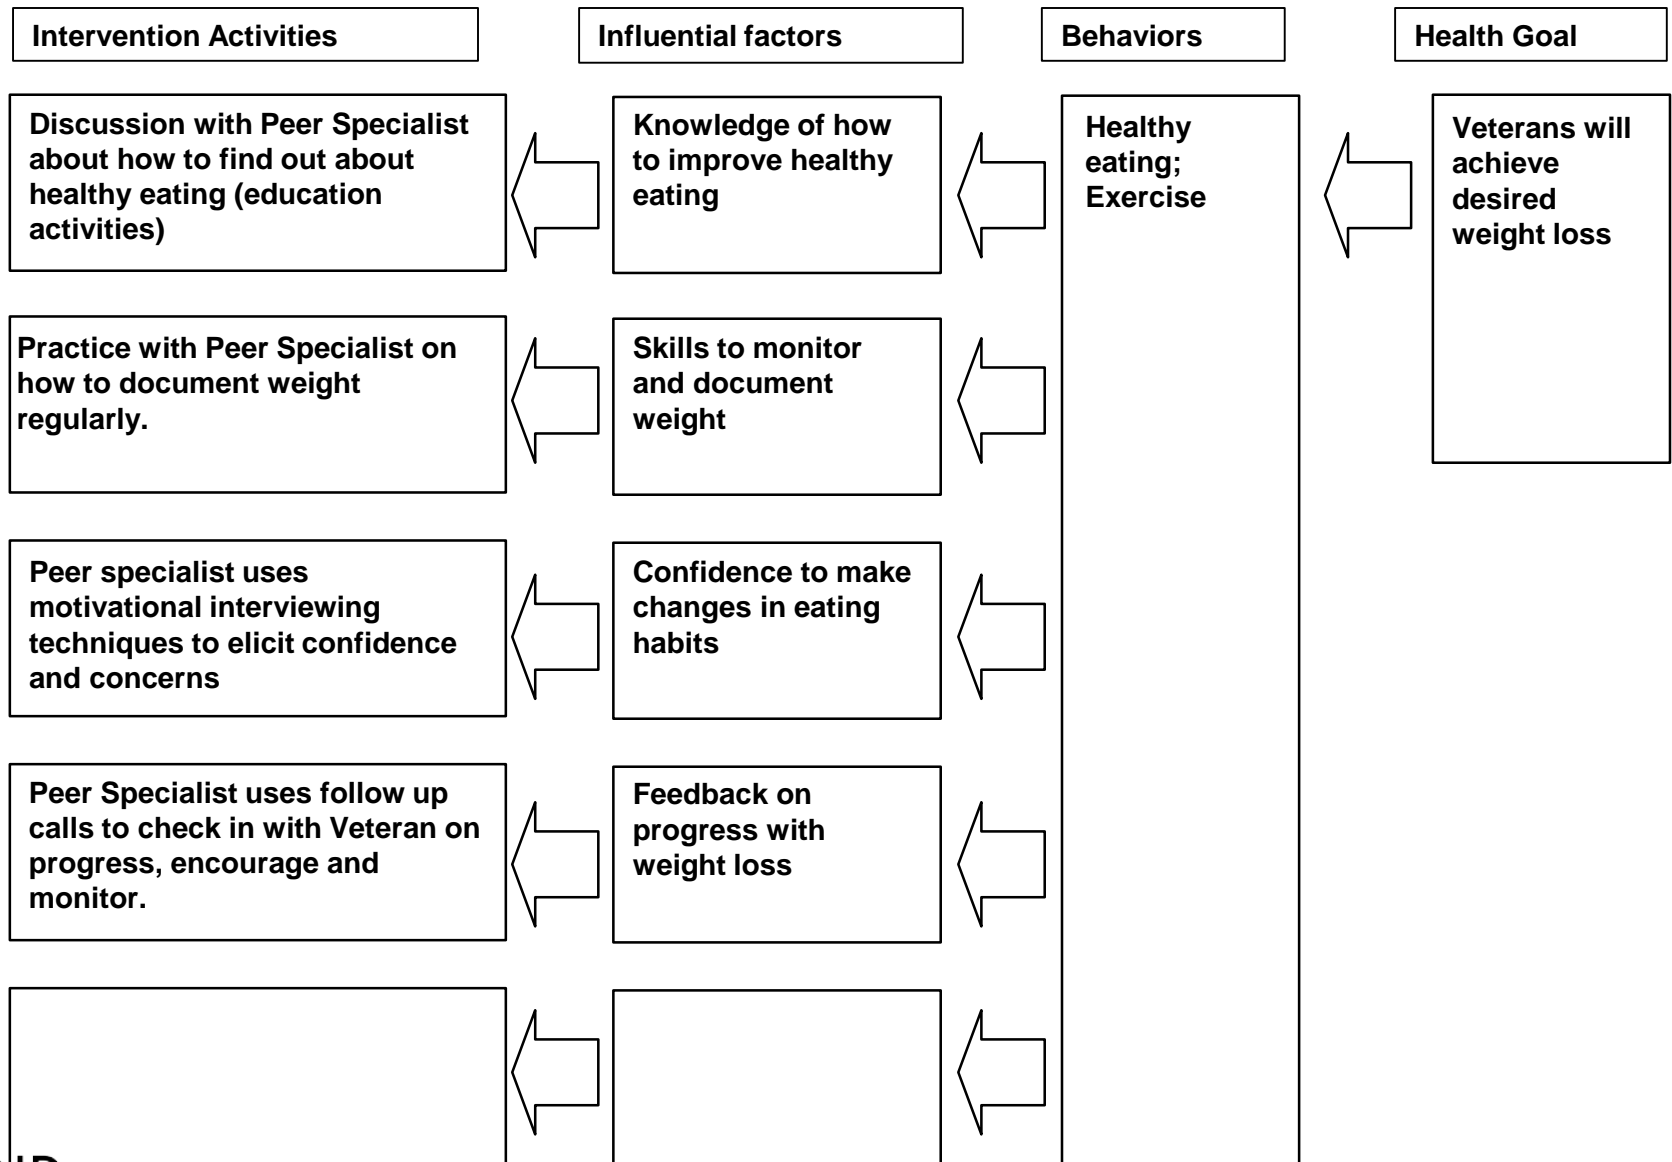 Intervention Activities
Influential factors
Behaviors
Health Goal
Discussion with Peer Specialist
about how to find out about
healthy eating (education
activities)
Knowledge of how
to improve healthy
eating
Healthy
eating;
Exercise
Veterans will
achieve
desired
weight loss
Practice with Peer Specialist on
how to document weight
regularly.
Skills to monitor
and document
weight
Peer specialist uses
motivational interviewing
techniques to elicit confidence
and concerns
Confidence to make
changes in eating
habits
Peer Specialist uses follow up
calls to check in with Veteran on
progress, encourage and
monitor.
Feedback on
progress with
weight loss